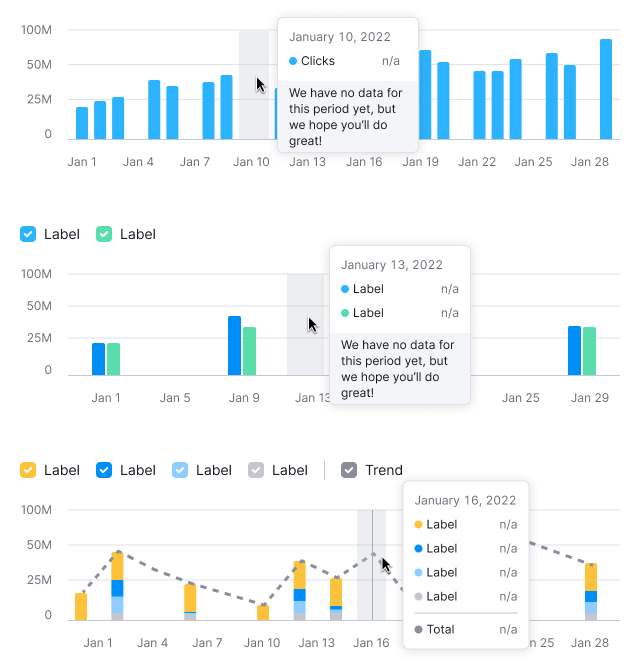 100M
50M
25M
0
January 10, 2022
Clicks n/a
We have no data for
this period yet, but
we hope you'll do
great!
Jan 1 Jan 4 Jan 7 Jan 10 Jan 13 Jan 16 Jan 19 Jan 22 Jan 25 Jan 28
Label Label
100M
50M
25M
0
January 13, 2022
Label n/a
Label n/a
We have no data for
this period yet, but
we hope you'll do
great!
Jan 1 Jan 5 Jan 9 Jan 13 Jan 25 Jan 29
Label Label Label Label Trend
100M
50M
25M
0
January 16, 2022
Label n/a
Label n/a
Label n/a
Label n/a
Total n/a
Jan 1 Jan 4 Jan 7 Jan 10 Jan 13 Jan 16 n 25 Jan 28